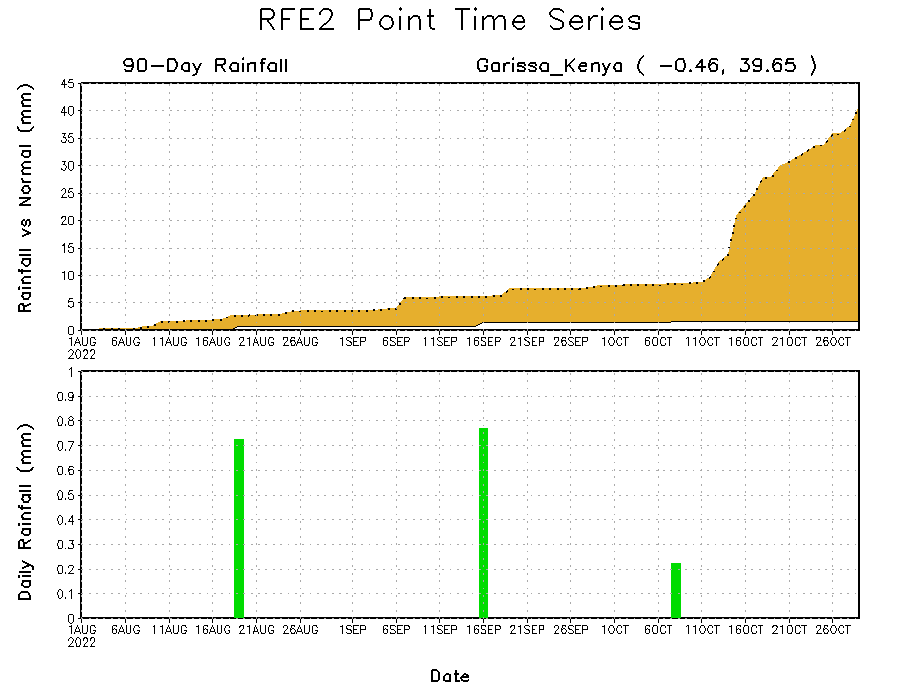 RFE2 Point Time Series
90-Day Rainfall
Garissa_Kenya ( -0.46, 39.65 )
Rainfall vs Normal (mm)
45
40
35
30
25
20
15
10
5
0
1AUG 6AUG 11AUG 16AUG 21AUG 26AUG 1SEP 6SEP 11SEP 16SEP 21SEP 26SEP 1OCT 6OCT 11OCT 16OCT 21OCT 26OCT
2022
Daily Rainfall (mm)
1
0.9
0.8
0.7
0.6
0.5
0.4
0.3
0.2
0.1
0
1AUG 6AUG 11AUG 16AUG 21AUG 26AUG 1SEP 6SEP 11SEP 16SEP 21SEP 26SEP 1OCT 6OCT 11OCT 16OCT 21OCT 26OCT
2022
Date